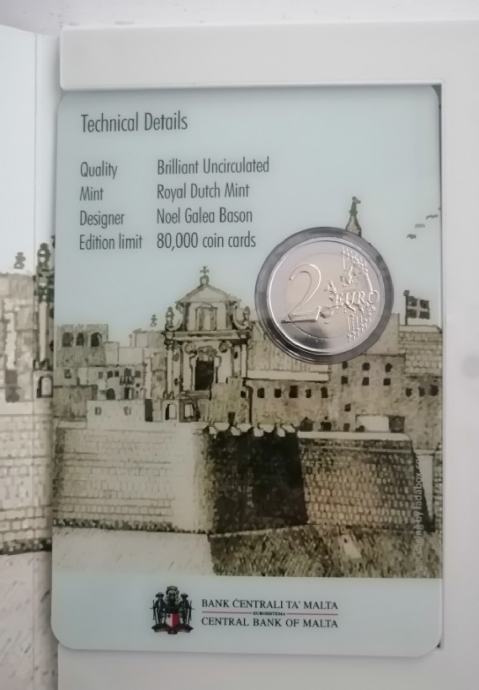 Technical Details
Quality Brilliant Uncirculated
Mint Royal Dutch Mint
Designer Noel Galea Bason
Edition limit 80,000 coin cards
2 EURO
BANK ĊENTRALI TA' MALTA
EUROSISTEMA
CENTRAL BANK OF MALTA